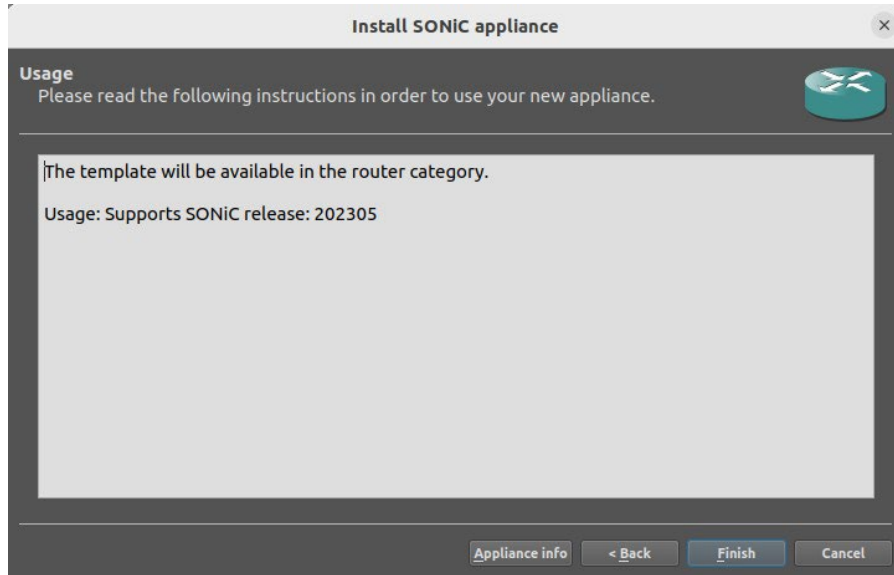 Install SONiC appliance
Usage
Please read the following instructions in order to use your new appliance.
The template will be available in the router category.
Usage: Supports SONiC release: 202305
Appliance info
< Back
Finish
Cancel